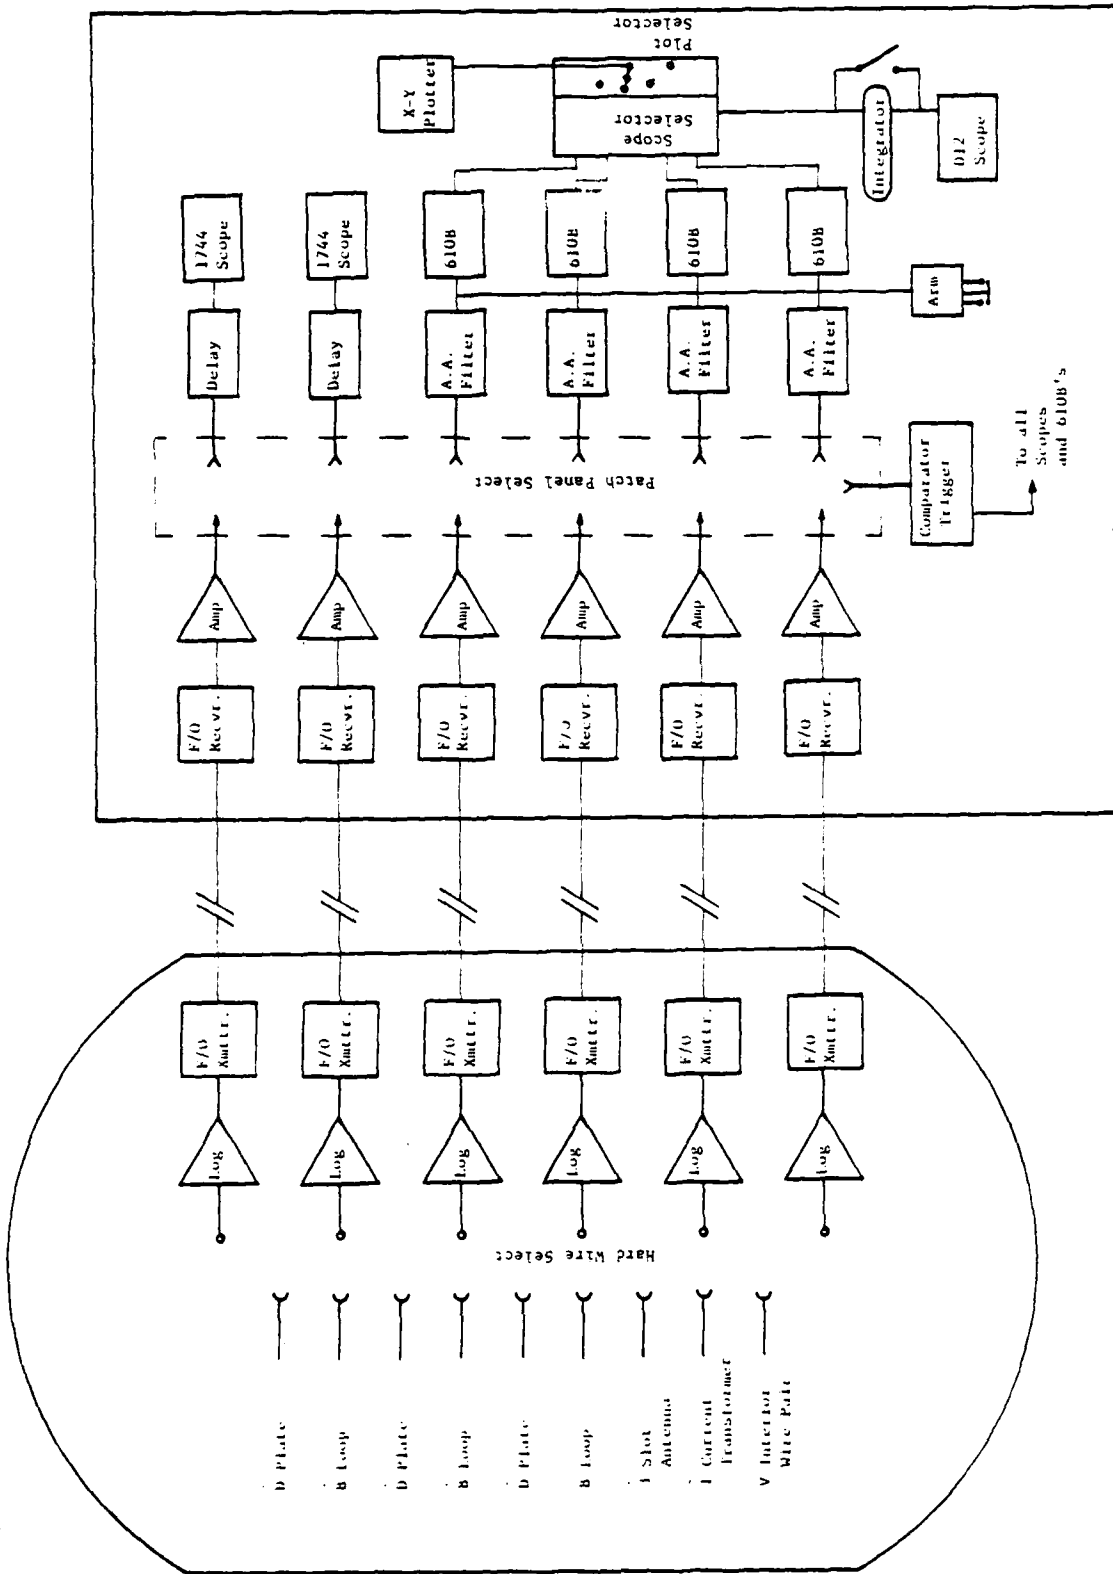 D Plate
B Loop
D Plate
B Loop
D Plate
B Loop
I Slot
Antenna
I Current
Transformer
V Interior
Wire Pair
Hard Wire Select
Log
Log
Log
Log
Log
Log
F/O
Xmttr.
F/O
Xmttr.
F/O
Xmttr.
F/O
Xmttr.
F/O
Xmttr.
F/O
Xmttr.
F/O
Recvr.
F/O
Recvr.
F/O
Recvr.
F/O
Recvr.
F/O
Recvr.
F/O
Recvr.
Amp
Amp
Amp
Amp
Amp
Amp
Patch Panel Select
Comparator
Trigger
To all
Scopes
and 610B's
Delay
Delay
A.A.
Filter
A.A.
Filter
A.A.
Filter
A.A.
Filter
1744
Scope
1744
Scope
610B
610B
610B
610B
Arm
X-Y
Plotter
Scope
Selector
Plot
Selector
Integrator
D12
Scope